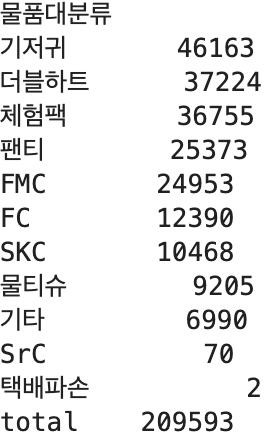 물품대분류
기저귀 46163
더블하트 37224
체험팩 36755
팬티 25373
FMC 24953
FC 12390
SKC 10468
물티슈 9205
기타 6990
SrC 70
택배파손 2
total 209593